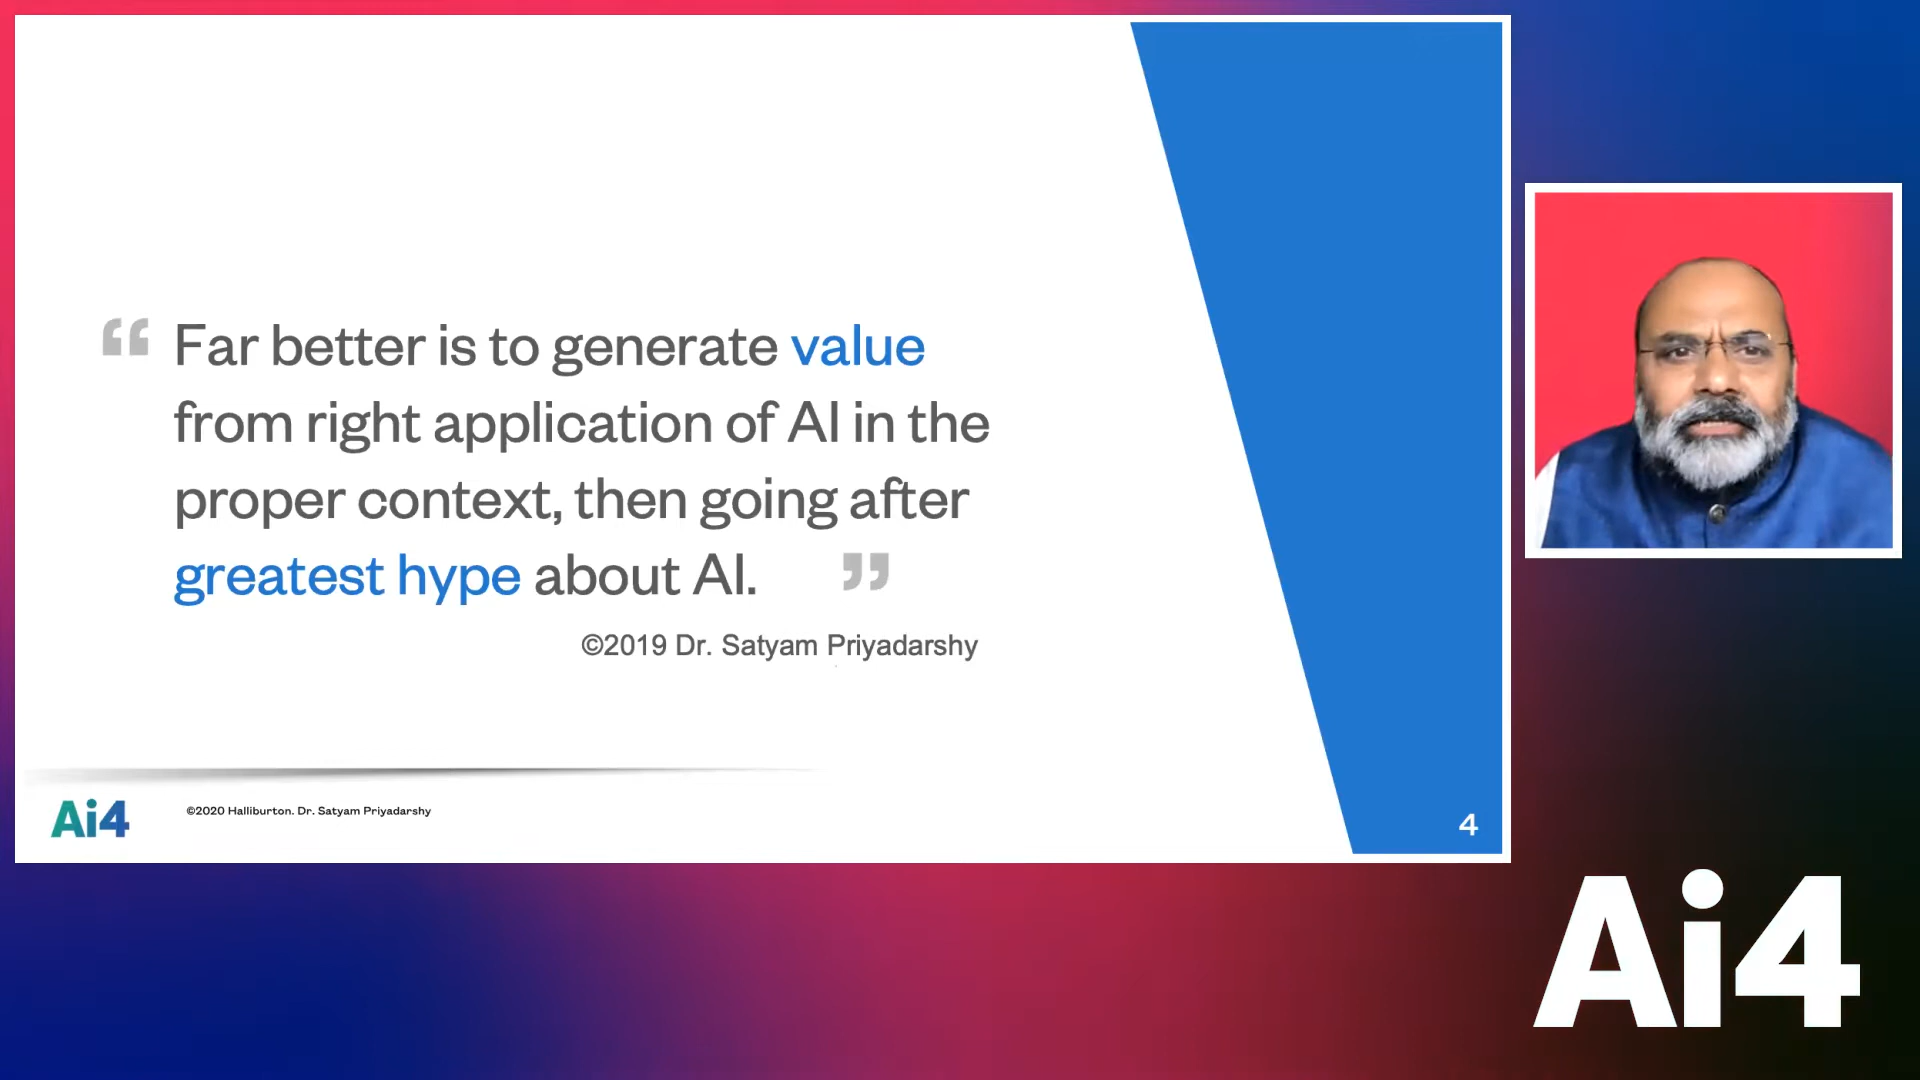 “ Far better is to generate value
from right application of AI in the
proper context, then going after
greatest hype about AI. ”
©2019 Dr. Satyam Priyadarshy
Ai4
©2020 Halliburton. Dr. Satyam Priyadarshy
4
Ai4